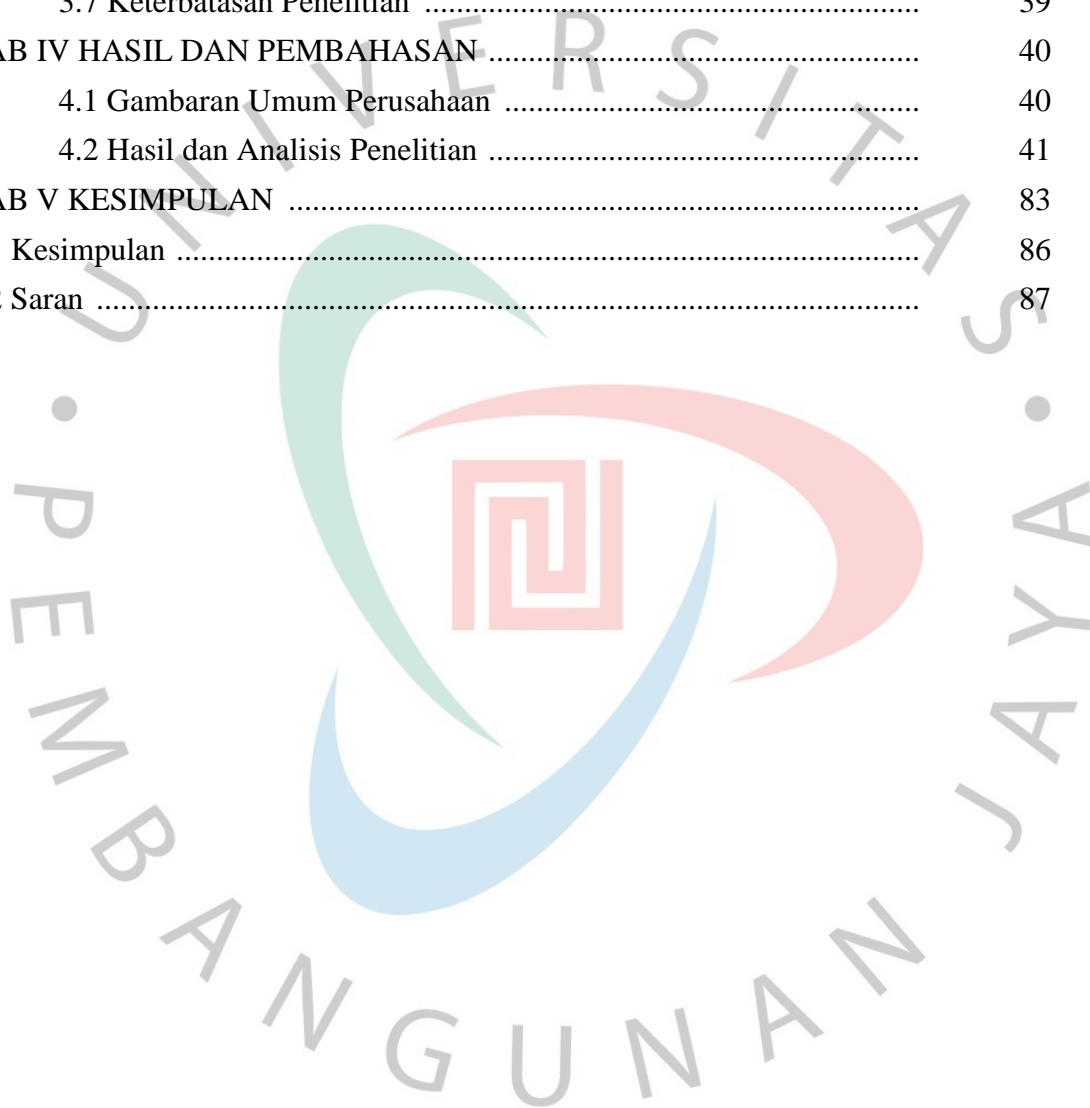 3.7 Keterbatasan Penelitian ........ 39
AB IV HASIL DAN PEMBAHASAN ........ 40
4.1 Gambaran Umum Perusahaan ........ 40
4.2 Hasil dan Analisis Penelitian ........ 41
AB V KESIMPULAN ........ 83
Kesimpulan ........ 86
2 Saran ........ 87
UNIVERSITAS • PEMBANGUNAN JAYA •